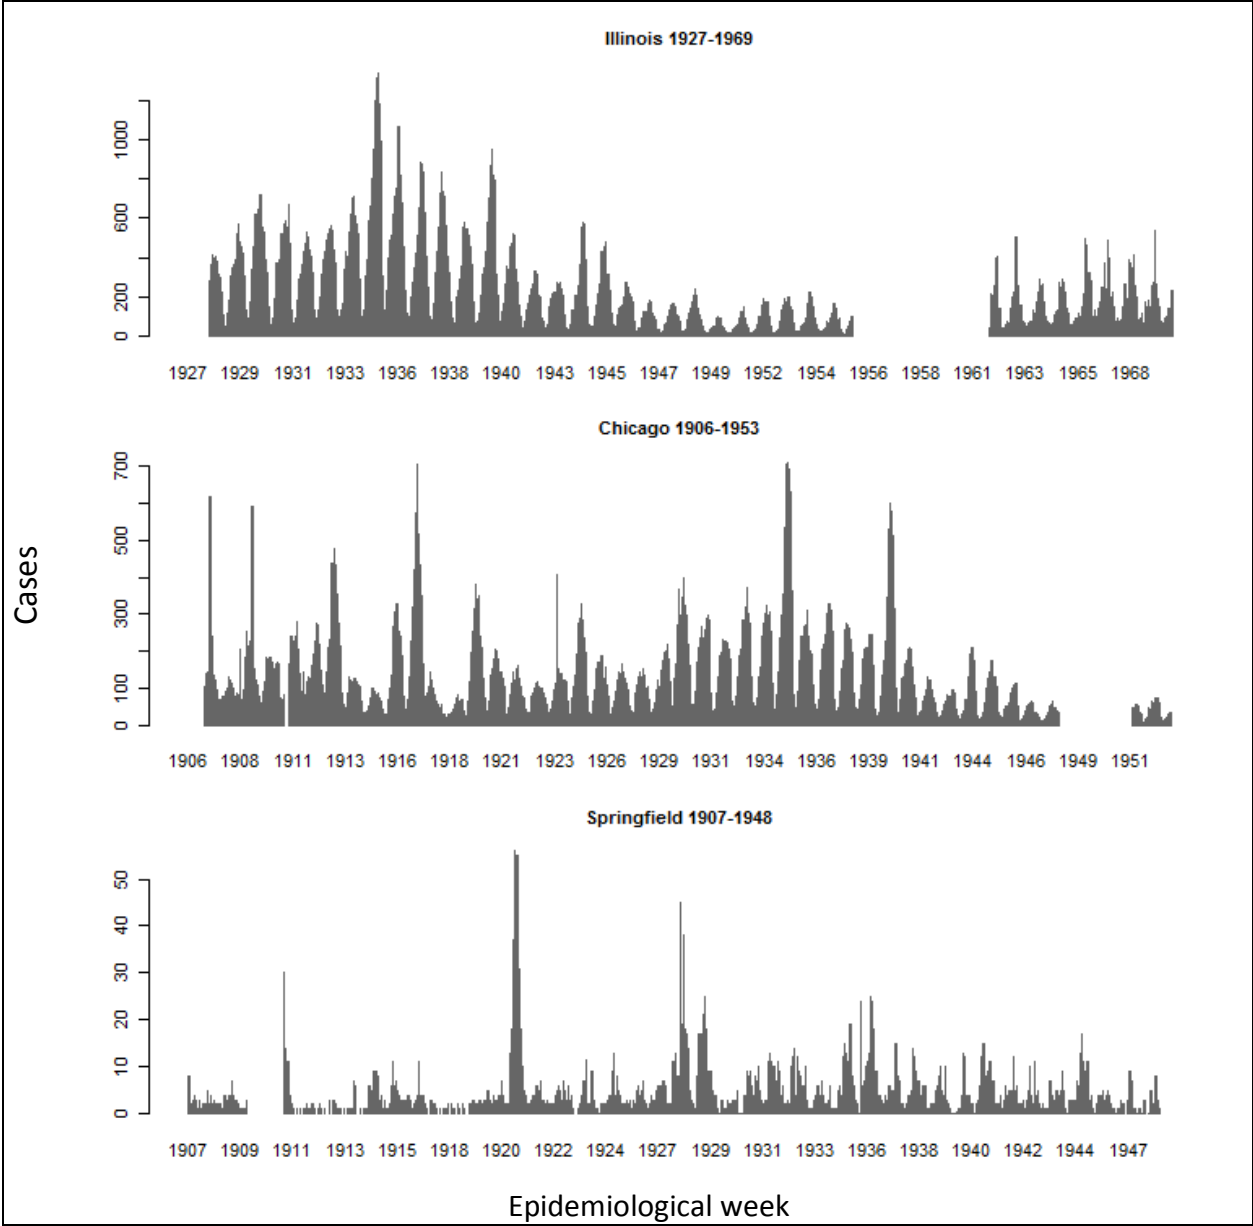 Illinois 1927-1969
1000
600
200
0
1927 1929 1931 1933 1936 1938 1940 1943 1945 1947 1949 1952 1954 1956 1958 1961 1963 1965 1968
Chicago 1906-1953
700
500
300
100
0
1906 1908 1911 1913 1916 1918 1921 1923 1926 1929 1931 1934 1936 1939 1941 1944 1946 1949 1951
Cases
Springfield 1907-1948
50
40
30
20
10
0
1907 1909 1911 1913 1915 1918 1920 1922 1924 1927 1929 1931 1933 1936 1938 1940 1942 1944 1947
Epidemiological week